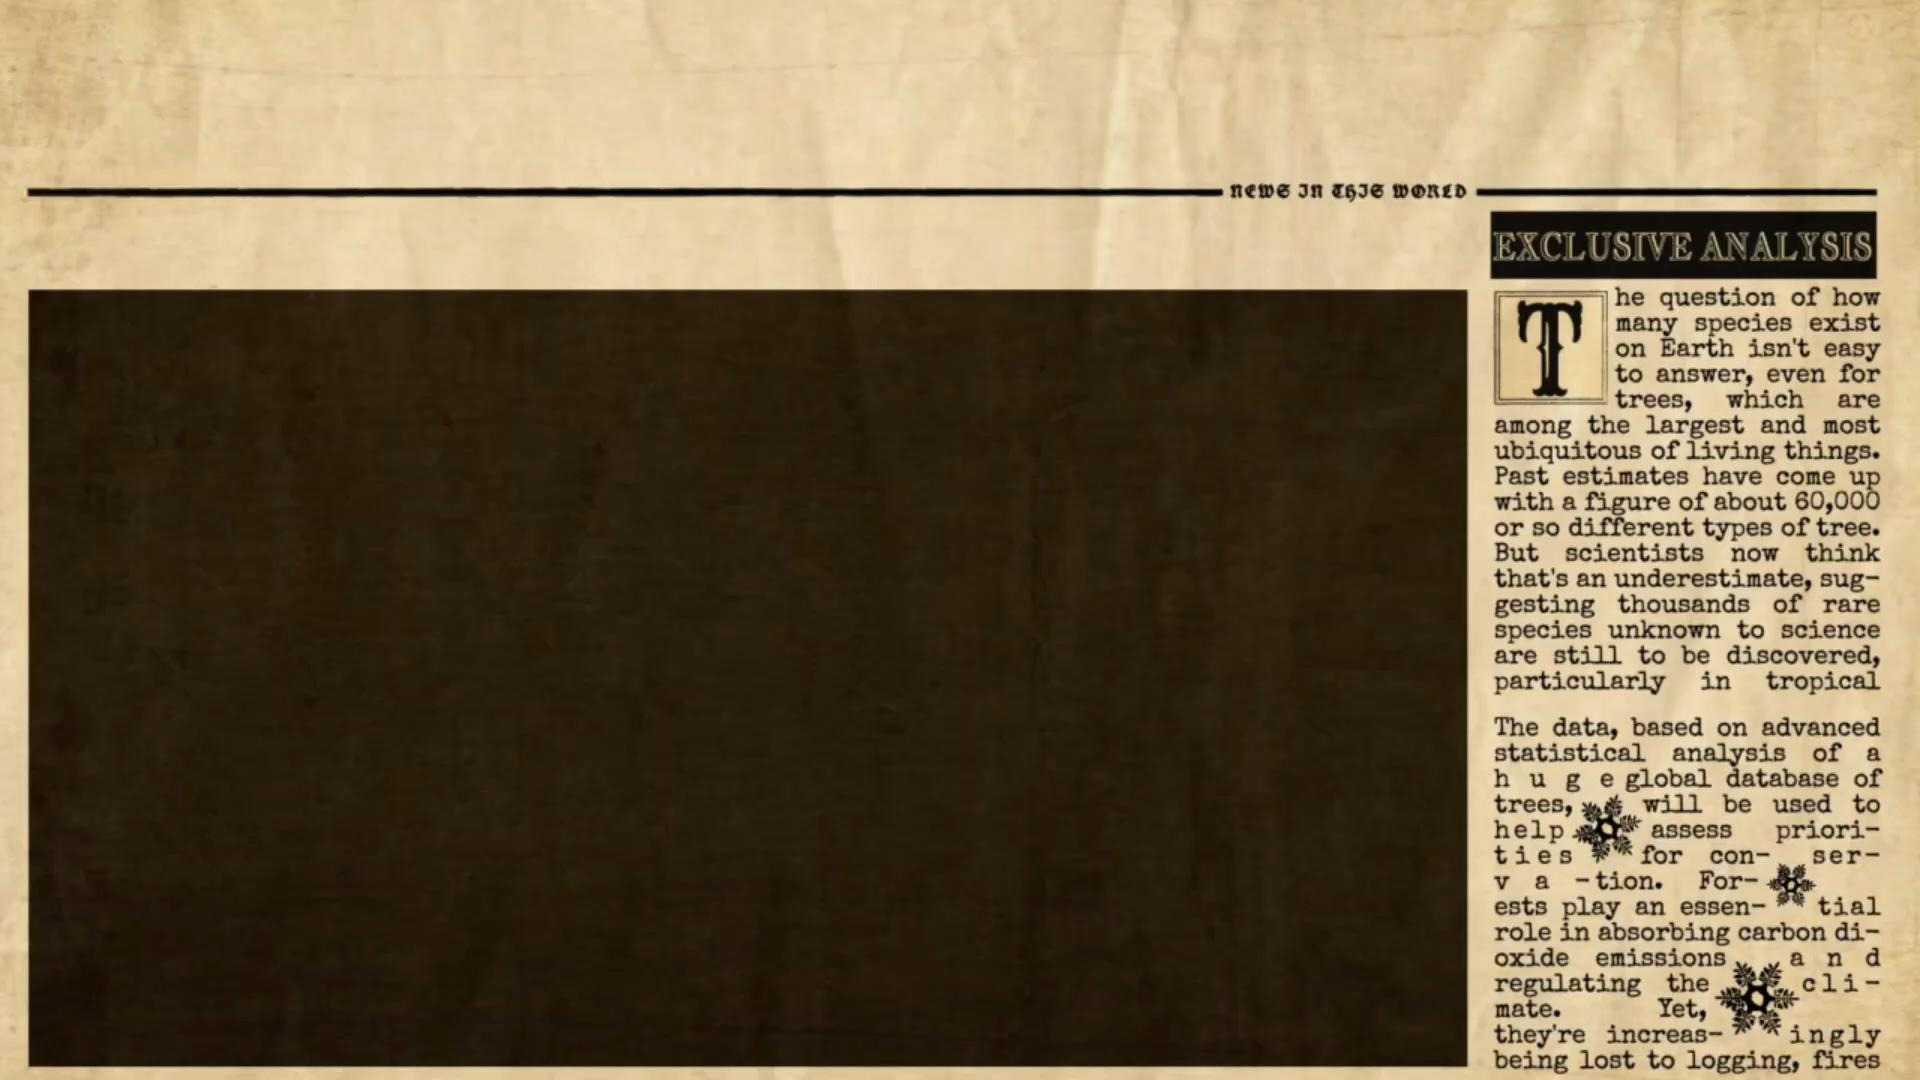 NEWS IN THIS WORLD
EXCLUSIVE ANALYSIS
The question of how
many species exist
on Earth isn't easy
to answer, even for
trees, which are
among the largest and most
ubiquitous of living things.
Past estimates have come up
with a figure of about 60,000
or so different types of tree.
But scientists now think
that's an underestimate, sug-
gesting thousands of rare
species unknown to science
are still to be discovered,
particularly in tropical
The data, based on advanced
statistical analysis of a
h u g e global database of
trees, will be used to
help assess priori-
ties for con- ser-
v a -tion. For-
ests play an essen- tial
role in absorbing carbon di-
oxide emissions a n d
regulating the cli-
mate. Yet,
they're increas- ingly
being lost to logging, fires